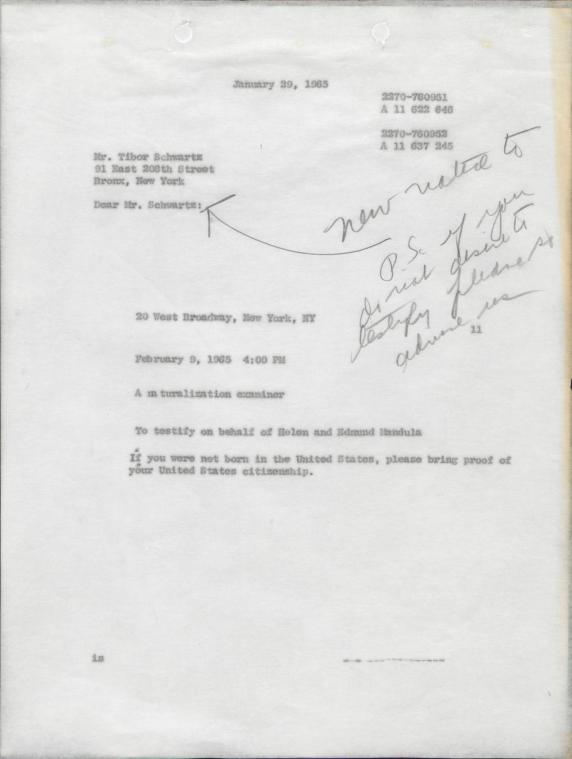 January 29, 1965
2270-760951
A 11 622 646
2270-760952
A 11 637 245
Mr. Tibor Schwartz
91 East 208th Street
Bronx, New York
Dear Mr. Schwartz:
to
P.S. if you
do not desire to
testify please so
advise us
20 West Broadway, New York, NY
11
February 9, 1965 4:00 PM
A naturalization examiner
To testify on behalf of Helen and Edmund Mandula
If you were not born in the United States, please bring proof of
your United States citizenship.
is